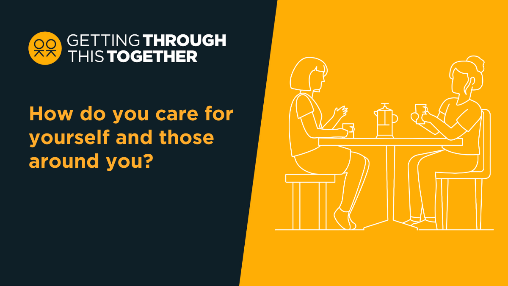 GETTING THROUGH
THIS TOGETHER
How do you care for
yourself and those
around you?